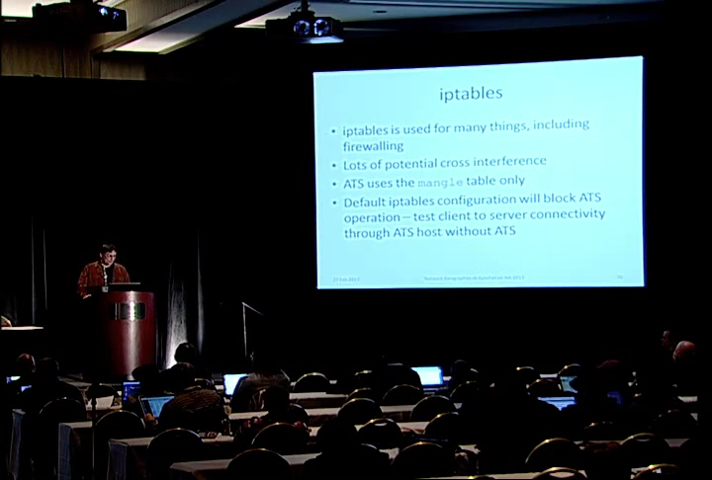 iptables
• iptables is used for many things, including
firewalling
• Lots of potential cross interference
• ATS uses the mangle table only
• Default iptables configuration will block ATS
operation – test client to server connectivity
through ATS host without ATS